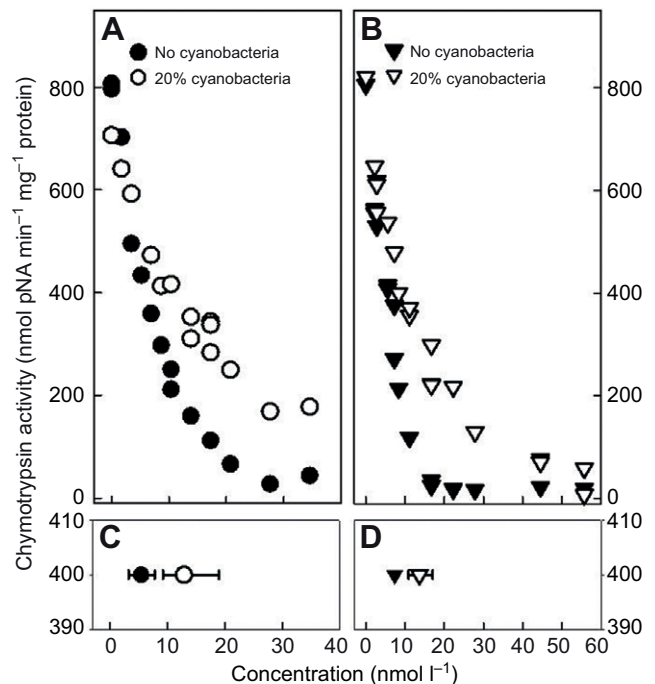 A
No cyanobacteria
20% cyanobacteria
B
No cyanobacteria
20% cyanobacteria
Chymotrypsin activity (nmol pNA min⁻¹ mg⁻¹ protein)
800
600
400
200
0
800
600
400
200
0
C
410
400
390
D
410
400
390
0 10 20 30 40
0 10 20 30 40 50 60
Concentration (nmol l⁻¹)